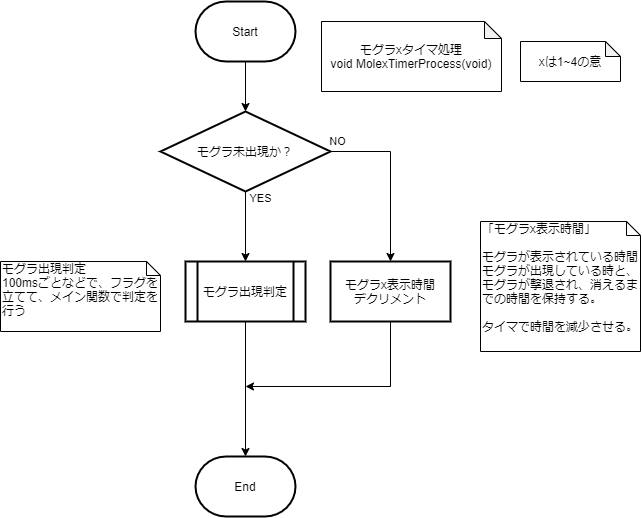 Start
モグラxタイマ処理
void MolexTimerProcess(void)
xは1~4の意
モグラ未出現か？
NO
YES
「モグラx表示時間」
モグラが表示されている時間
モグラが出現している時と、
モグラが撃退され、消えるま
での時間を保持する。
タイマで時間を減少させる。
モグラ出現判定
100msごとなどで、フラグを
立てて、メイン関数で判定を
行う
モグラ出現判定
モグラx表示時間
デクリメント
End